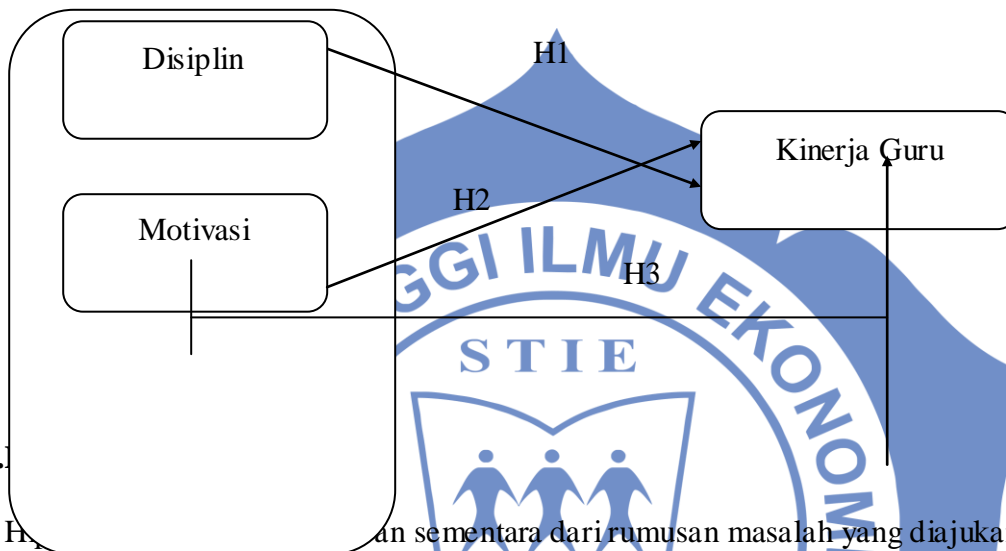 Disiplin
H1
Kinerja Guru
Motivasi
H2
H3
GGI ILMU EKONOM
STIE
an sementara dari rumusan masalah yang diajuka